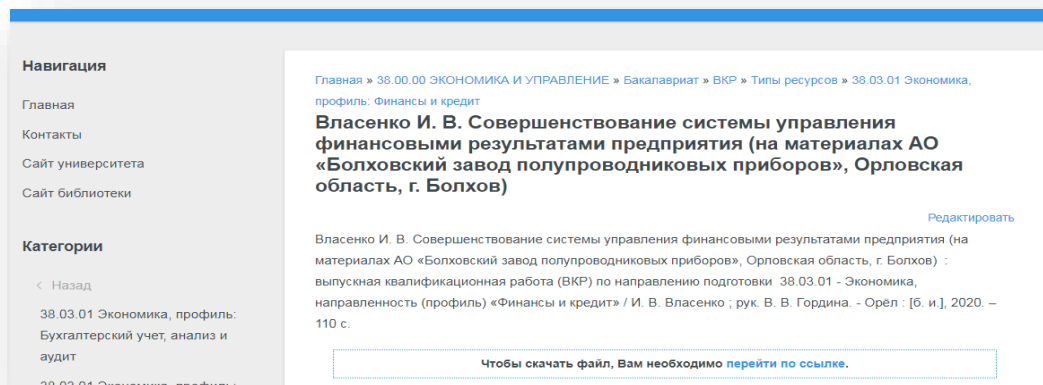 Навигация
Главная
Контакты
Сайт университета
Сайт библиотеки
Категории
< Назад
38.03.01 Экономика, профиль:
Бухгалтерский учет, анализ и
аудит
Главная » 38.00.00 ЭКОНОМИКА И УПРАВЛЕНИЕ » Бакалавриат » ВКР » Типы ресурсов » 38.03.01 Экономика,
профиль: Финансы и кредит
Власенко И. В. Совершенствование системы управления
финансовыми результатами предприятия (на материалах АО
«Болховский завод полупроводниковых приборов», Орловская
область, г. Болхов)
Редактировать
Власенко И. В. Совершенствование системы управления финансовыми результатами предприятия (на
материалах АО «Болховский завод полупроводниковых приборов», Орловская область, г. Болхов) :
выпускная квалификационная работа (ВКР) по направлению подготовки 38.03.01 - Экономика,
направленность (профиль) «Финансы и кредит» / И. В. Власенко ; рук. В. В. Гордина. - Орёл : [б. и.], 2020. –
110 с.
Чтобы скачать файл, Вам необходимо перейти по ссылке.